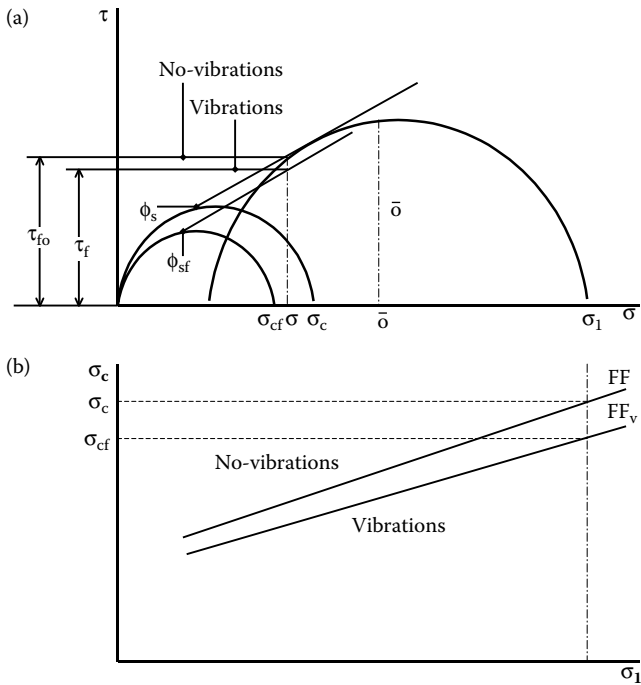 (a)
τ
No-vibrations
Vibrations
ϕs
ϕsf
τfo
τf
ō
σcf
σ
σc
ō
σ1
σ
(b)
σc
σc
σcf
FF
FFv
No-vibrations
Vibrations
σ1